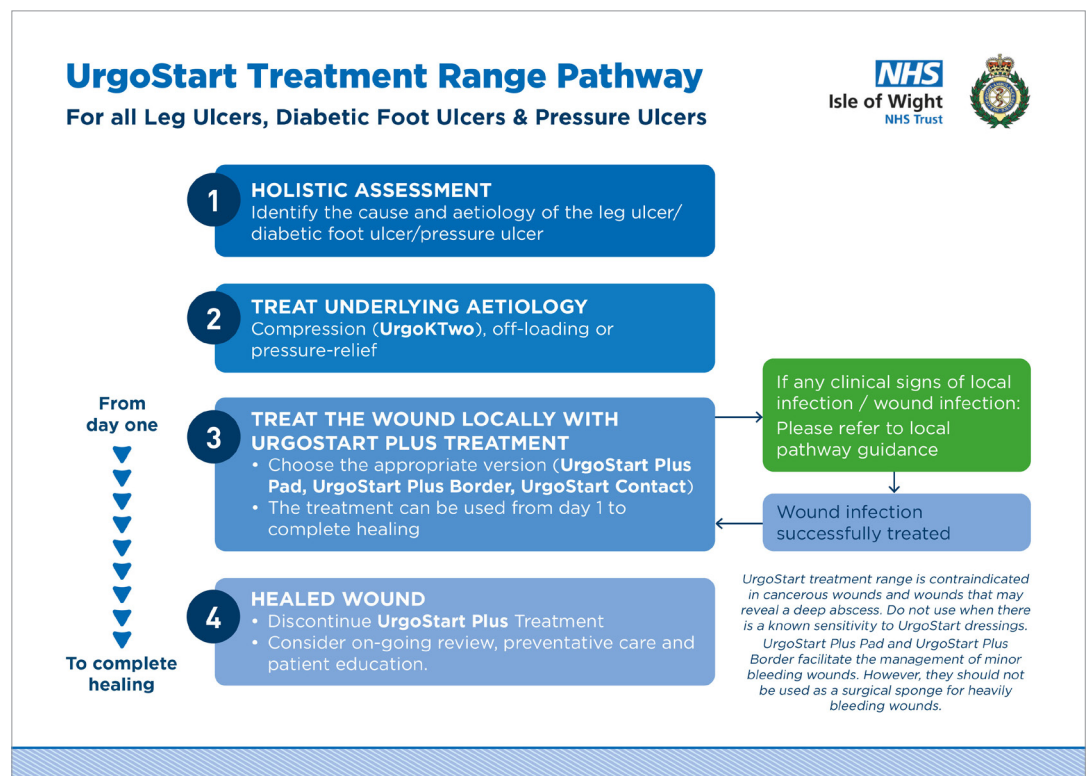 UrgoStart Treatment Range Pathway
For all Leg Ulcers, Diabetic Foot Ulcers & Pressure Ulcers
NHS
Isle of Wight
NHS Trust
1
HOLISTIC ASSESSMENT
Identify the cause and aetiology of the leg ulcer/
diabetic foot ulcer/pressure ulcer
2
TREAT UNDERLYING AETIOLOGY
Compression (UrgoKTwo), off-loading or
pressure-relief
From
day one
To complete
healing
3
TREAT THE WOUND LOCALLY WITH
URGOSTART PLUS TREATMENT
• Choose the appropriate version (UrgoStart Plus
Pad, UrgoStart Plus Border, UrgoStart Contact)
• The treatment can be used from day 1 to
complete healing
If any clinical signs of local
infection / wound infection:
Please refer to local
pathway guidance
Wound infection
successfully treated
4
HEALED WOUND
• Discontinue UrgoStart Plus Treatment
• Consider on-going review, preventative care and
patient education.
UrgoStart treatment range is contraindicated
in cancerous wounds and wounds that may
reveal a deep abscess. Do not use when there
is a known sensitivity to UrgoStart dressings.
UrgoStart Plus Pad and UrgoStart Plus
Border facilitate the management of minor
bleeding wounds. However, they should not
be used as a surgical sponge for heavily
bleeding wounds.